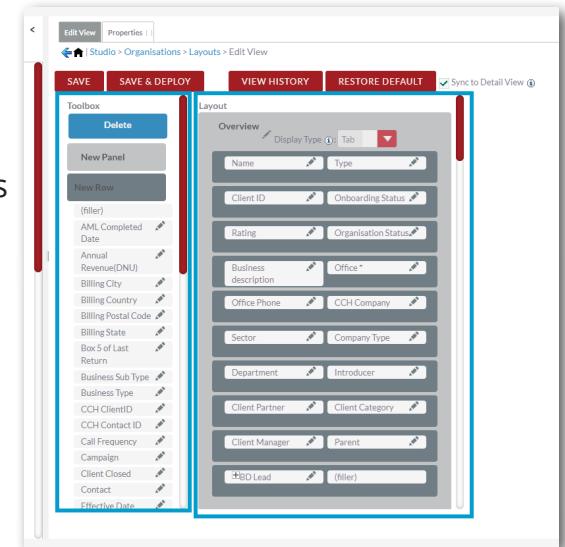 s
<
Edit View Properties
| Studio > Organisations > Layouts > Edit View
SAVE SAVE & DEPLOY VIEW HISTORY RESTORE DEFAULT Sync to Detail View
Toolbox
Delete
New Panel
New Row
(filler)
AML Completed
Date
Annual
Revenue(DNU)
Billing City
Billing Country
Billing Postal Code
Billing State
Box 5 of Last
Return
Business Sub Type
Business Type
CCH ClientID
CCH Contact ID
Call Frequency
Campaign
Client Closed
Contact
Effective Date
Layout
Overview
Display Type : Tab
Name Type
Client ID Onboarding Status
Rating Organisation Status
Business Office *
description
Office Phone CCH Company
Sector Company Type
Department Introducer
Client Partner Client Category
Client Manager Parent
BD Lead (filler)